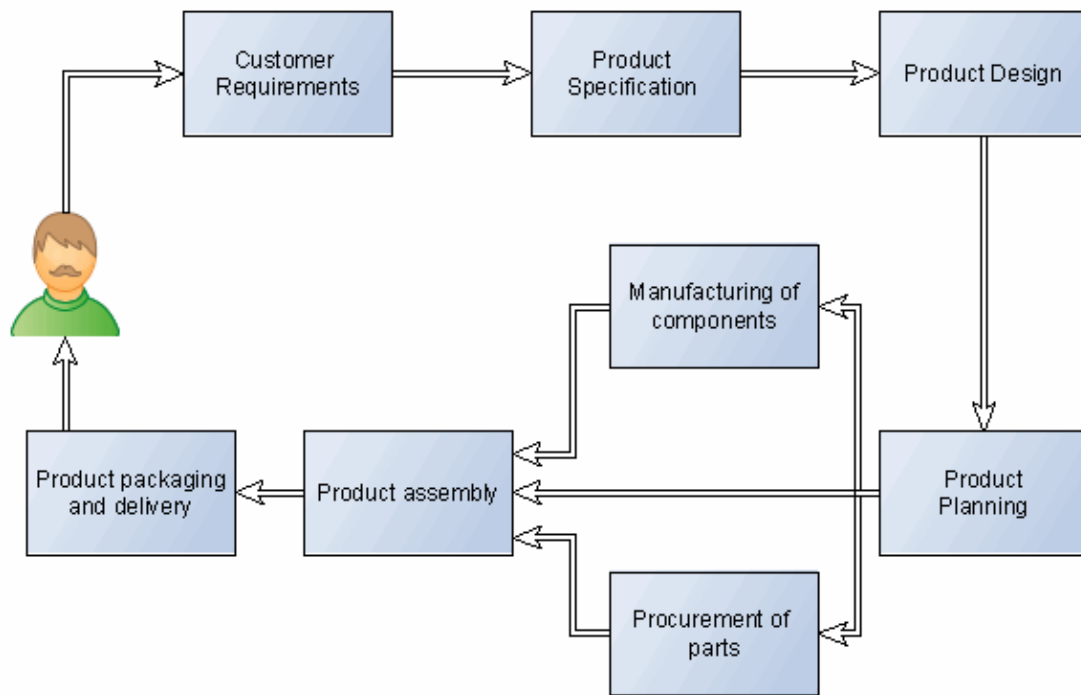 Customer
Requirements
Product
Specification
Product Design
Manufacturing of
components
Product packaging
and delivery
Product assembly
Product
Planning
Procurement of
parts